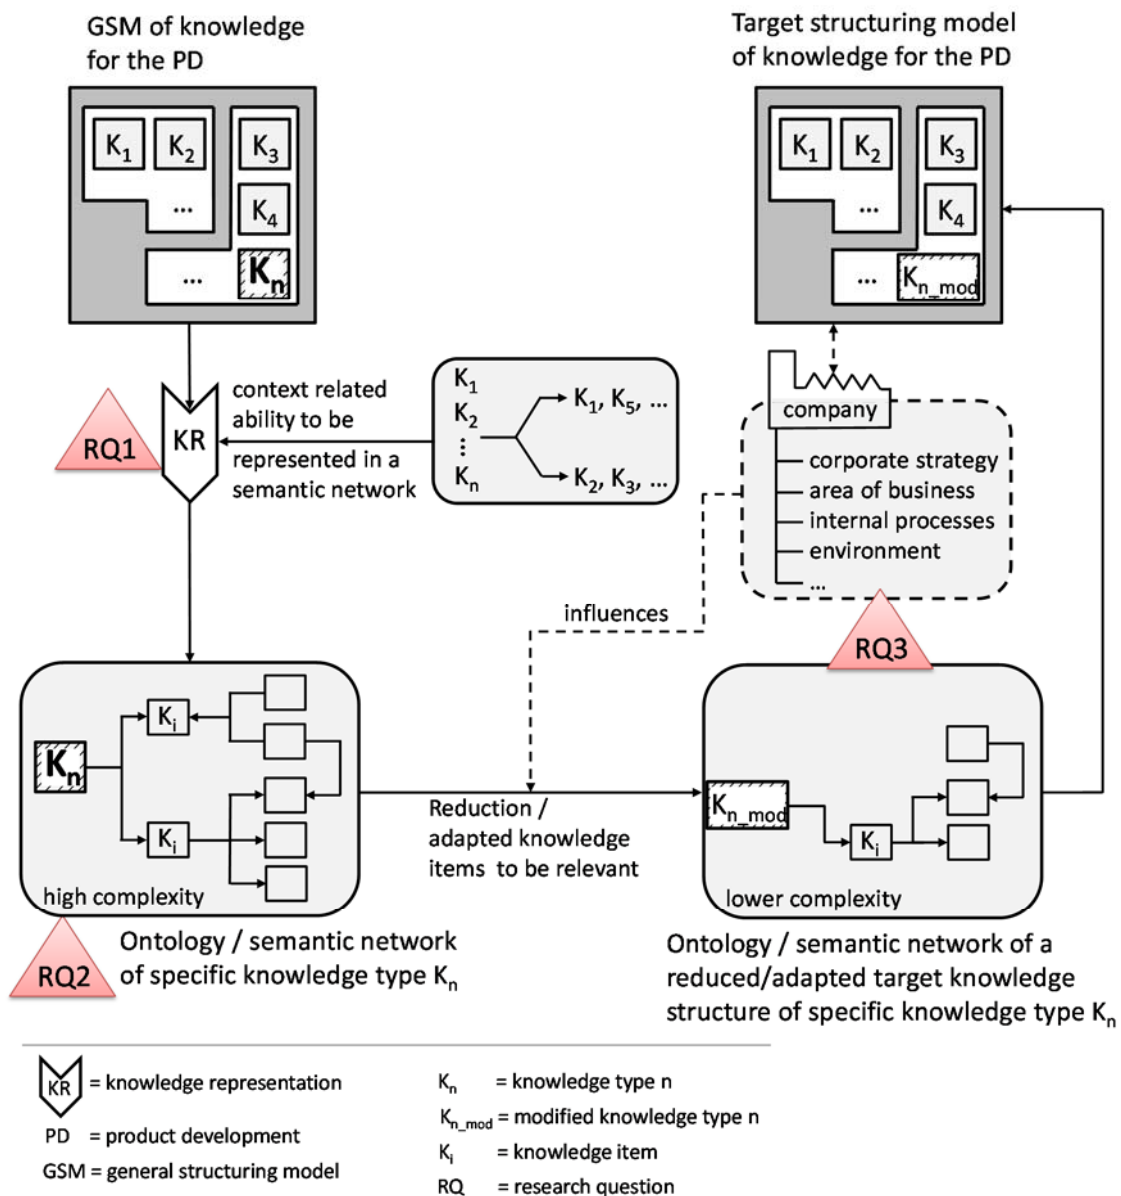 GSM of knowledge
for the PD
K1 K2 K3
... K4
... Kn
Target structuring model
of knowledge for the PD
K1 K2 K3
... K4
... Kn_mod
RQ1
KR
context related
ability to be
represented in a
semantic network
K1
K2
⋮
Kn
K1, K5, ...
K2, K3, ...
company
corporate strategy
area of business
internal processes
environment
...
influences
RQ3
Kn
Ki
Ki
high complexity
RQ2
Ontology / semantic network
of specific knowledge type Kn
Reduction /
adapted knowledge
items to be relevant
Kn_mod
Ki
lower complexity
Ontology / semantic network of a
reduced/adapted target knowledge
structure of specific knowledge type Kn
KR = knowledge representation
PD = product development
GSM = general structuring model
Kn = knowledge type n
Kn_mod = modified knowledge type n
Ki = knowledge item
RQ = research question